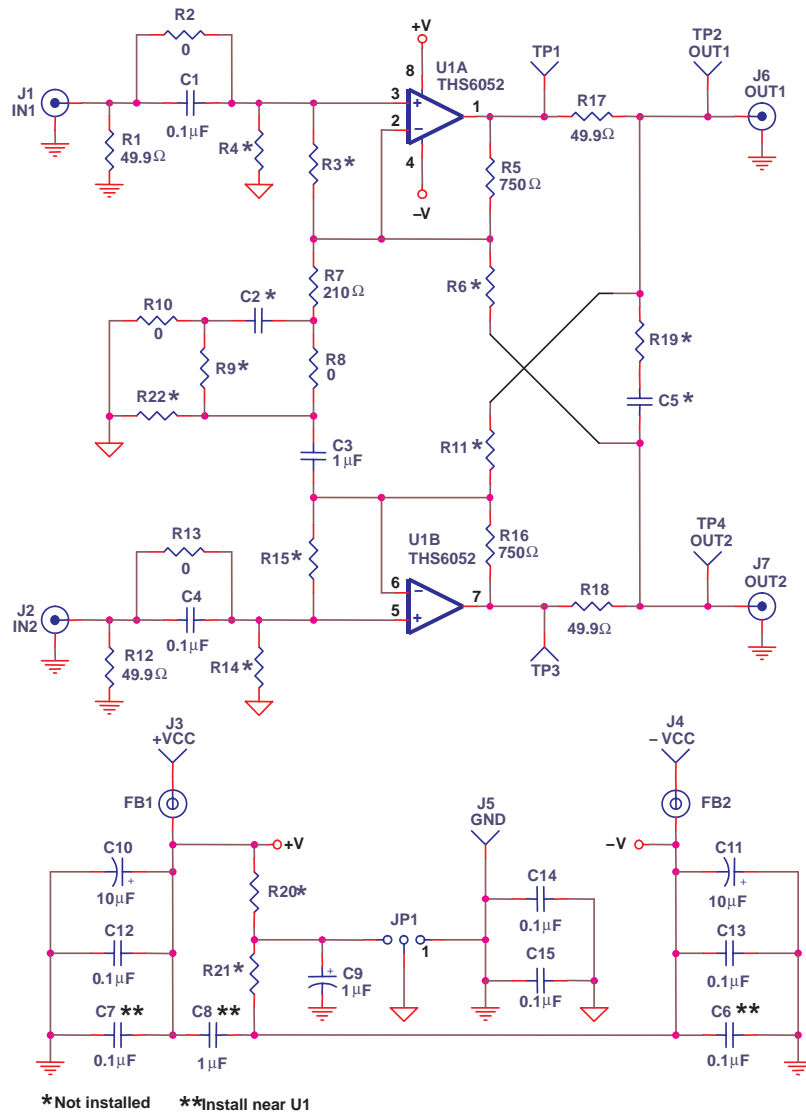 R2
0
J1
IN1
C1
0.1μF
R1
49.9Ω
R4*
R3*
+V
8
U1A
THS6052
3
+
2
−
1
4
–V
TP1
TP2
OUT1
R17
49.9Ω
J6
OUT1
R5
750Ω
R7
210Ω
R6*
C2*
R10
0
R9*
R8
0
R22*
R19*
C5*
C3
1μF
R11*
R13
0
R15*
U1B
THS6052
R16
750Ω
TP4
OUT2
J7
OUT2
J2
IN2
C4
0.1μF
6
−
5
+
7
R18
49.9Ω
R12
49.9Ω
R14*
TP3
J3
+VCC
J4
– VCC
FB1
J5
GND
FB2
C10
+
10μF
+V
–V
C11
+
10μF
R20*
C14
0.1μF
JP1
1
C12
0.1μF
R21*
+
C9
1μF
C15
0.1μF
C13
0.1μF
C7**
0.1μF
C8**
1μF
C6**
0.1μF
*Not installed **Install near U1